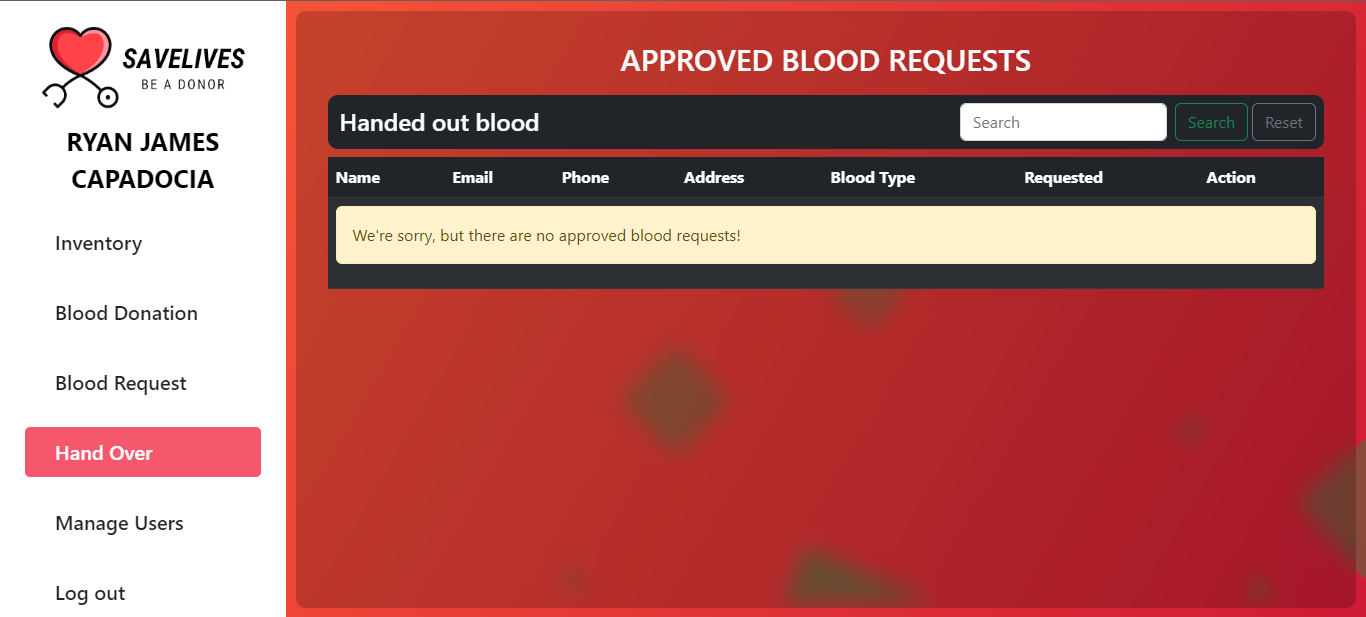 SAVELIVES
BE A DONOR
RYAN JAMES
CAPADOCIA
Inventory
Blood Donation
Blood Request
Hand Over
Manage Users
Log out
APPROVED BLOOD REQUESTS
Handed out blood
Search Search Reset
Name Email Phone Address Blood Type Requested Action
We're sorry, but there are no approved blood requests!